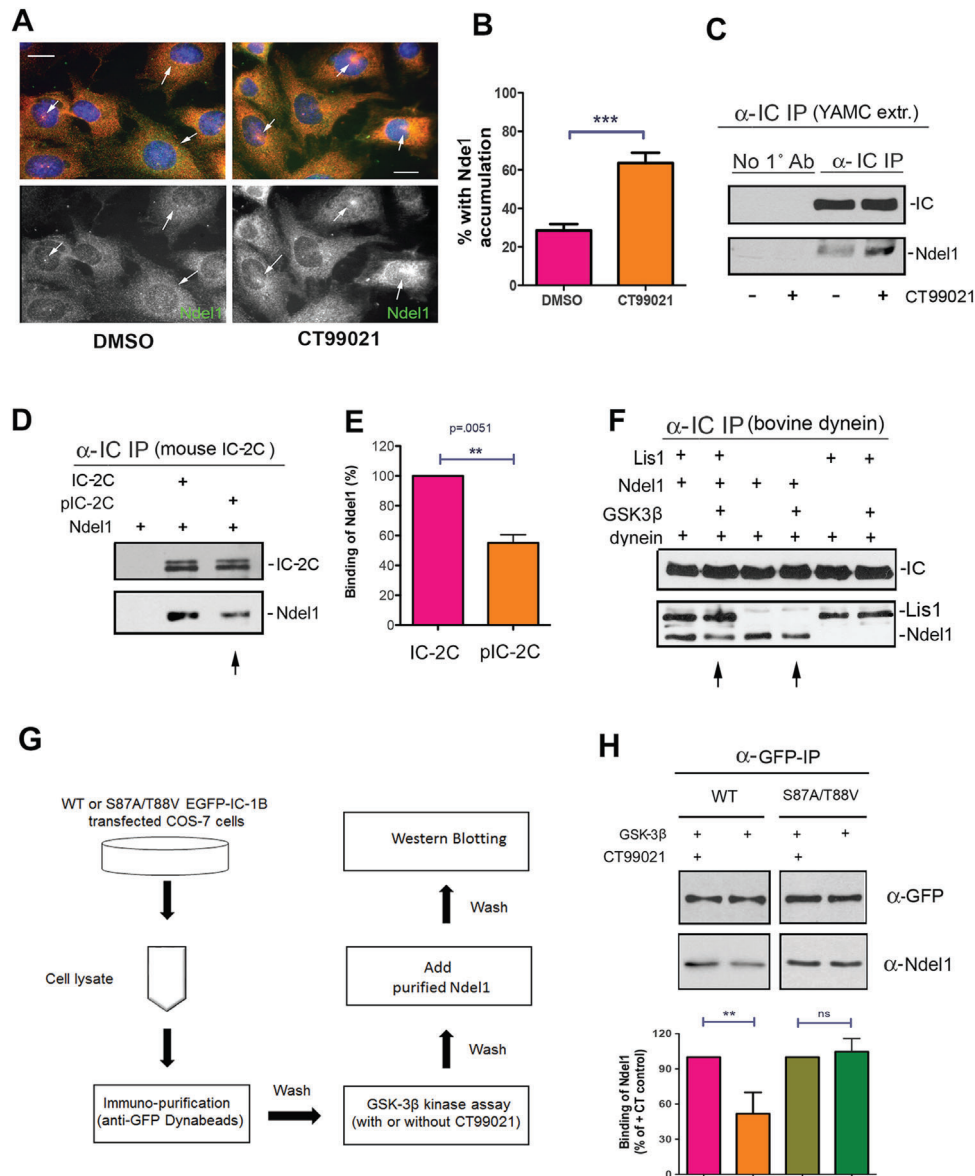 A
Ndel1
Ndel1
DMSO
CT99021
B
% with Nde1
accumulation
100
80
60
40
20
0
***
DMSO
CT99021
C
α-IC IP (YAMC extr.)
No 1° Ab
α- IC IP
-IC
-Ndel1
- + - + CT99021
D
α-IC IP (mouse IC-2C)
IC-2C +
pIC-2C +
Ndel1 + + +
-IC-2C
-Ndel1
E
p=.0051
**
Binding of Ndel1 (%)
120
100
80
60
40
20
0
IC-2C
pIC-2C
F
α-IC IP (bovine dynein)
Lis1 + + + +
Ndel1 + + + +
GSK3β + + +
dynein + + + + + +
-IC
-Lis1
-Ndel1
G
WT or S87A/T88V EGFP-IC-1B
transfected COS-7 cells
Cell lysate
Immuno-purification
(anti-GFP Dynabeads)
Wash
GSK-3β kinase assay
(with or without CT99021)
Wash
Add
purified Ndel1
Wash
Western Blotting
H
α-GFP-IP
WT
S87A/T88V
GSK-3β + + + +
CT99021 + +
α-GFP
α-Ndel1
**
ns
Binding of Ndel1
(% of + CT control)
120
90
60
30
0